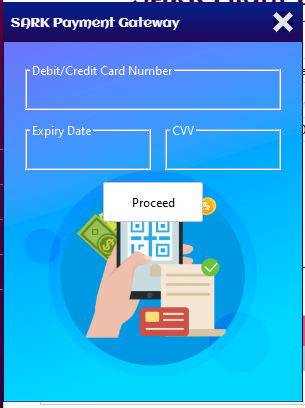 SARK Payment Gateway
Debit/Credit Card Number
Expiry Date
CVV
Proceed